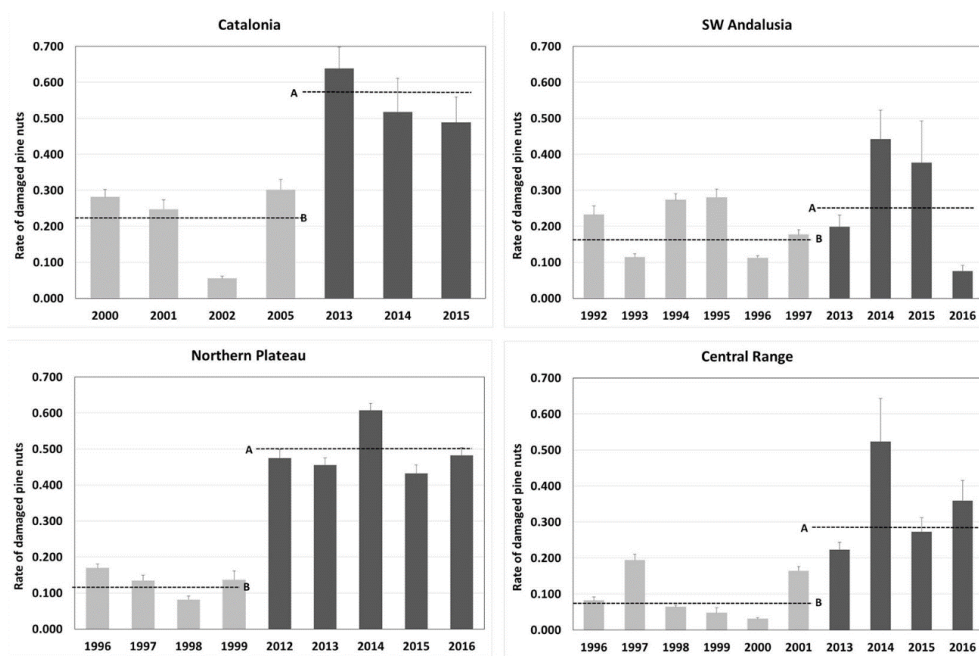 Catalonia
Rate of damaged pine nuts
0.700
0.600
0.500
0.400
0.300
0.200
0.100
0.000
A
B
2000 2001 2002 2005 2013 2014 2015
SW Andalusia
Rate of damaged pine nuts
0.700
0.600
0.500
0.400
0.300
0.200
0.100
0.000
A
B
1992 1993 1994 1995 1996 1997 2013 2014 2015 2016
Northern Plateau
Rate of damaged pine nuts
0.700
0.600
0.500
0.400
0.300
0.200
0.100
0.000
A
B
1996 1997 1998 1999 2012 2013 2014 2015 2016
Central Range
Rate of damaged pine nuts
0.700
0.600
0.500
0.400
0.300
0.200
0.100
0.000
A
B
1996 1997 1998 1999 2000 2001 2013 2014 2015 2016